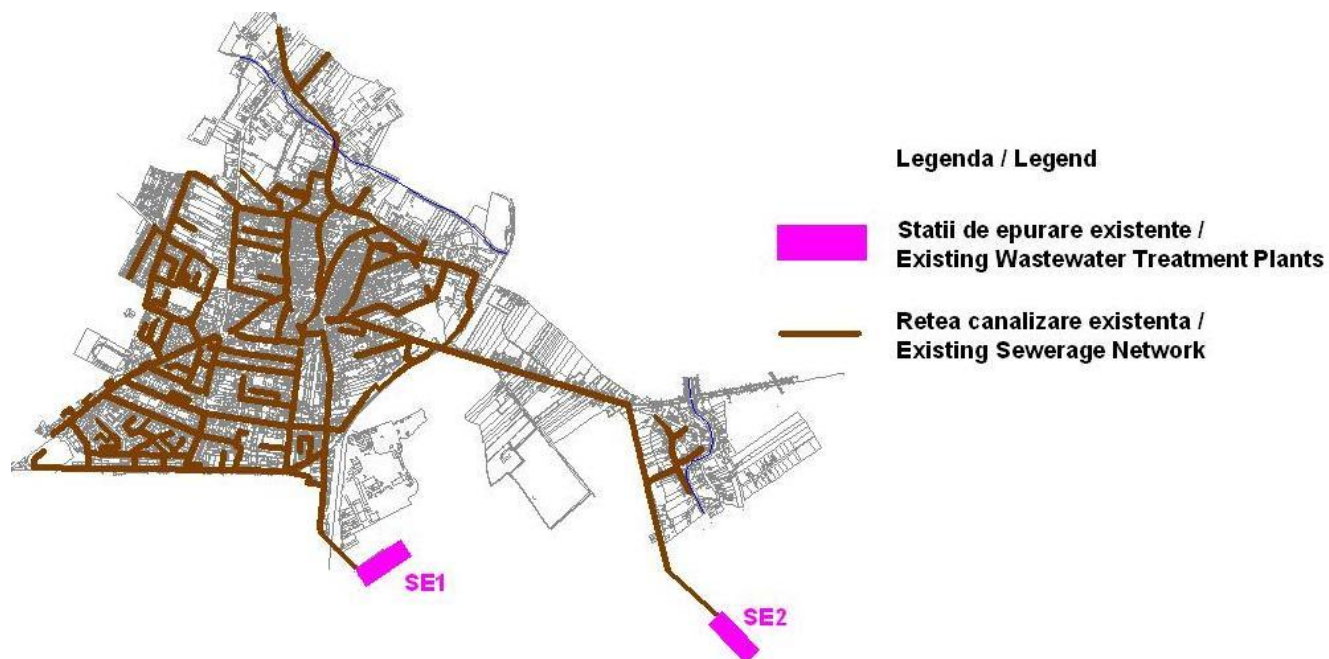 Legenda / Legend
Statii de epurare existente /
Existing Wastewater Treatment Plants
Retea canalizare existenta /
Existing Sewerage Network
SE1
SE2